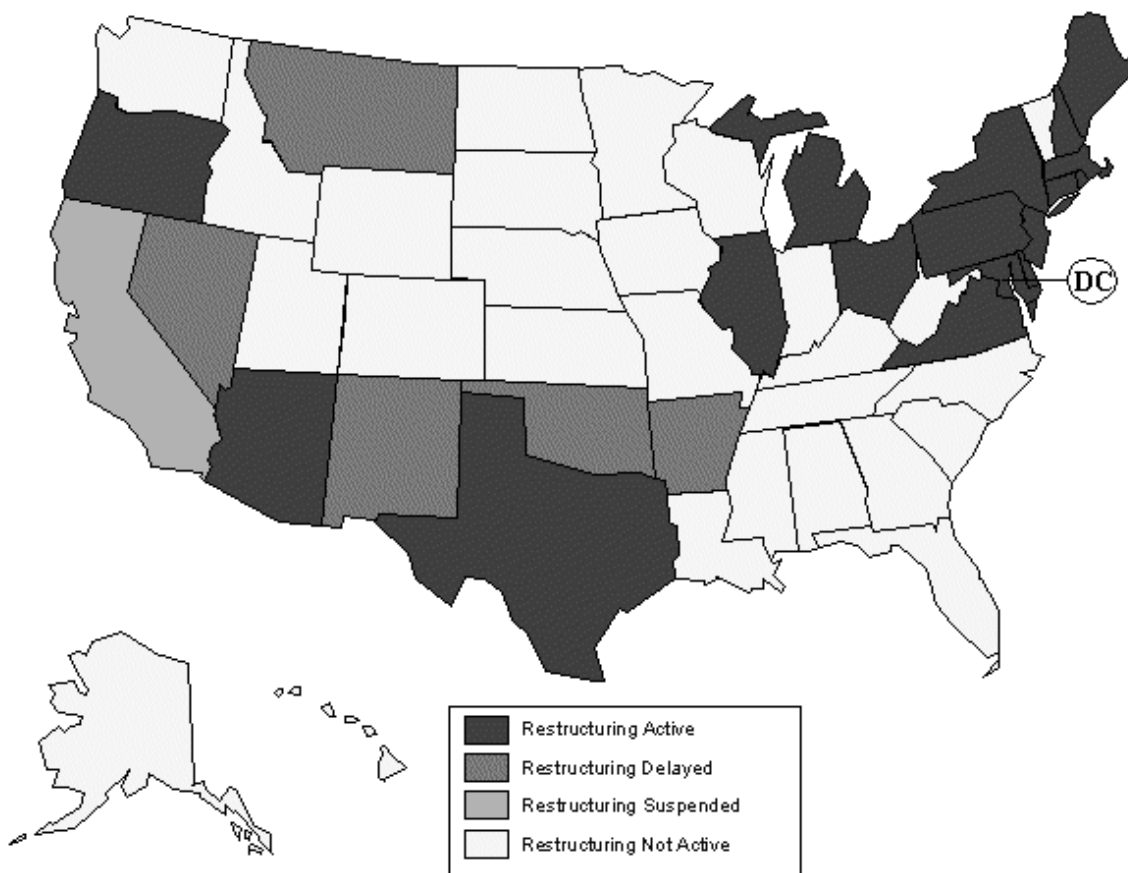 DC
Restructuring Active
Restructuring Delayed
Restructuring Suspended
Restructuring Not Active